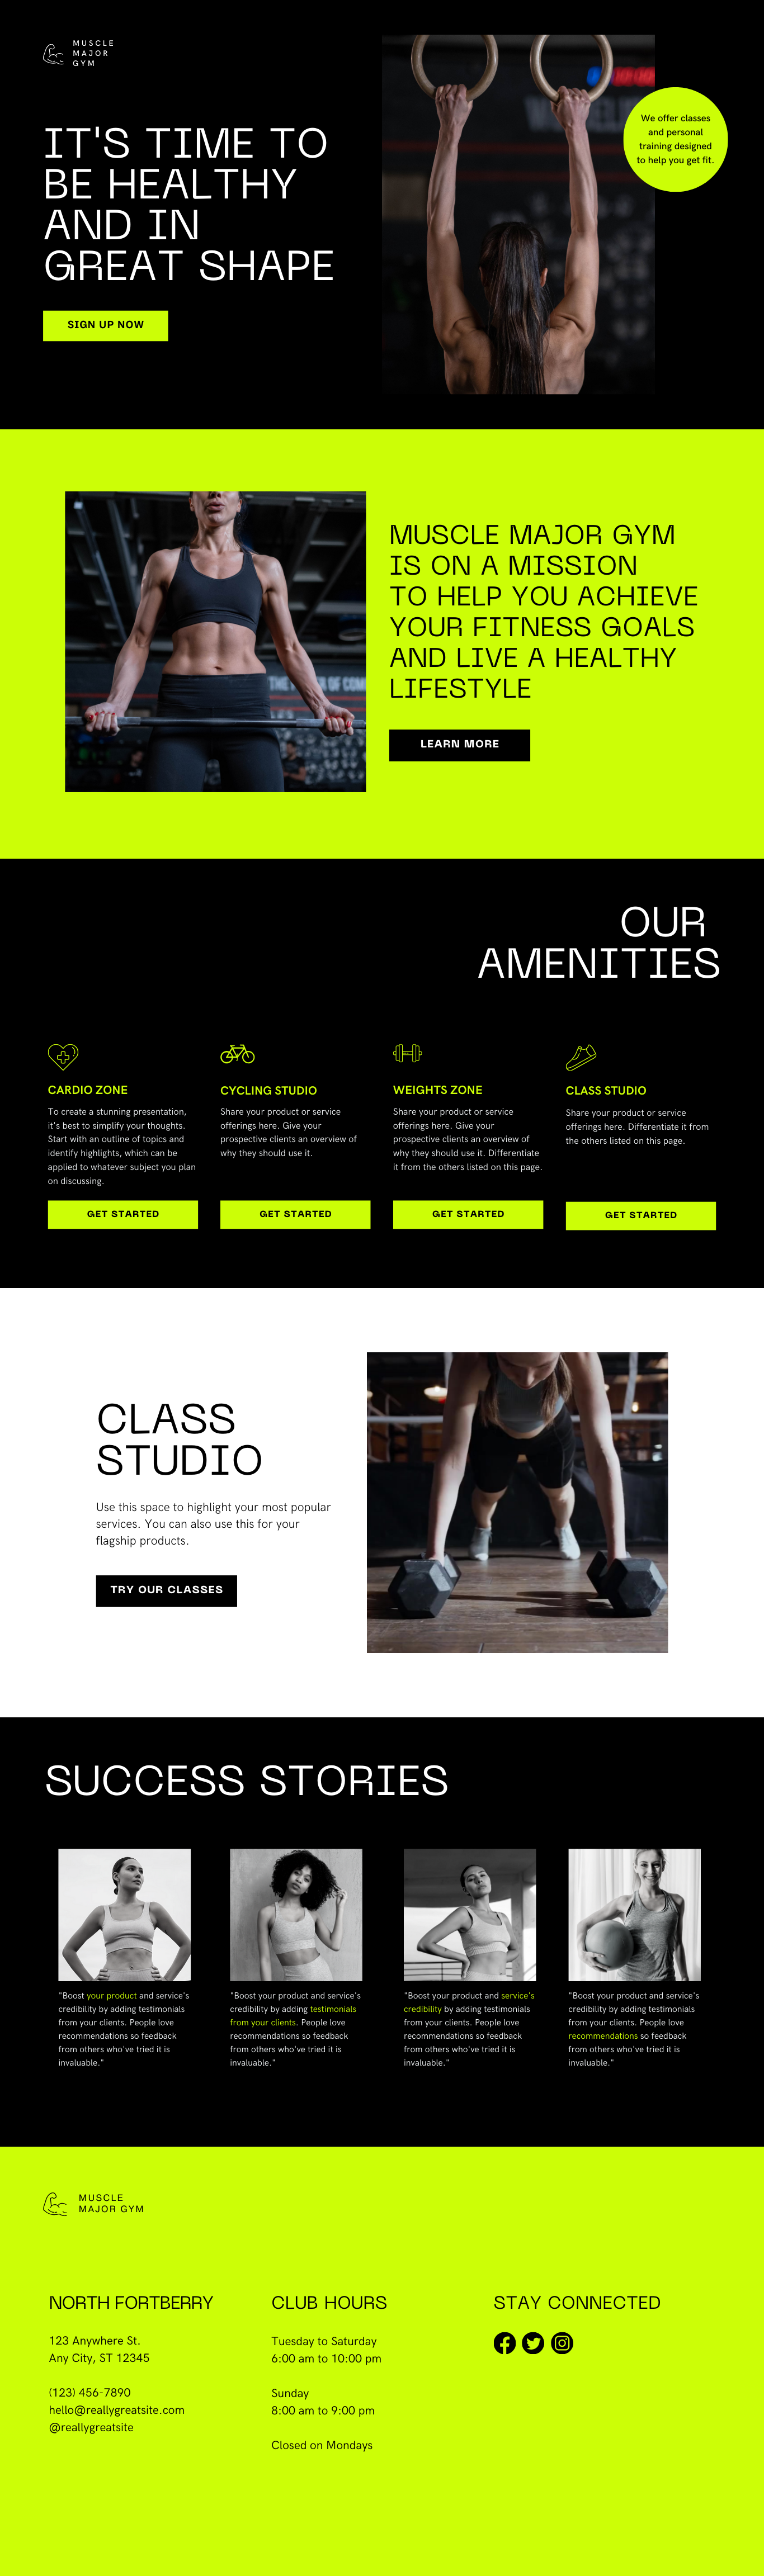 MUSCLE
MAJOR
GYM
IT'S TIME TO
BE HEALTHY
AND IN
GREAT SHAPE
SIGN UP NOW
We offer classes
and personal
training designed
to help you get fit.
MUSCLE MAJOR GYM
IS ON A MISSION
TO HELP YOU ACHIEVE
YOUR FITNESS GOALS
AND LIVE A HEALTHY
LIFESTYLE
LEARN MORE
OUR
AMENITIES
CARDIO ZONE
To create a stunning presentation,
it's best to simplify your thoughts.
Start with an outline of topics and
identify highlights, which can be
applied to whatever subject you plan
on discussing.
GET STARTED
CYCLING STUDIO
Share your product or service
offerings here. Give your
prospective clients an overview of
why they should use it.
GET STARTED
WEIGHTS ZONE
Share your product or service
offerings here. Give your
prospective clients an overview of
why they should use it. Differentiate
it from the others listed on this page.
GET STARTED
CLASS STUDIO
Share your product or service
offerings here. Differentiate it from
the others listed on this page.
GET STARTED
CLASS
STUDIO
Use this space to highlight your most popular
services. You can also use this for your
flagship products.
TRY OUR CLASSES
SUCCESS STORIES
"Boost your product and service's
credibility by adding testimonials
from your clients. People love
recommendations so feedback
from others who've tried it is
invaluable."
"Boost your product and service's
credibility by adding testimonials
from your clients. People love
recommendations so feedback
from others who've tried it is
invaluable."
"Boost your product and service's
credibility by adding testimonials
from your clients. People love
recommendations so feedback
from others who've tried it is
invaluable."
"Boost your product and service's
credibility by adding testimonials
from your clients. People love
recommendations so feedback
from others who've tried it is
invaluable."
MUSCLE
MAJOR GYM
NORTH FORTBERRY
123 Anywhere St.
Any City, ST 12345
(123) 456-7890
hello@reallygreatsite.com
@reallygreatsite
CLUB HOURS
Tuesday to Saturday
6:00 am to 10:00 pm
Sunday
8:00 am to 9:00 pm
Closed on Mondays
STAY CONNECTED